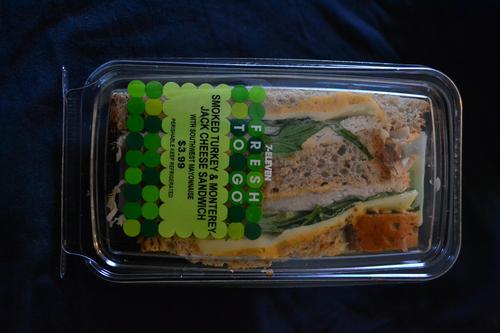 7-ELEVEN
FRESH
TO GO
SMOKED TURKEY & MONTEREY
JACK CHEESE SANDWICH
WITH SOUTHWEST MAYONNAISE
$3.99
PERISHABLE KEEP REFRIGERATED